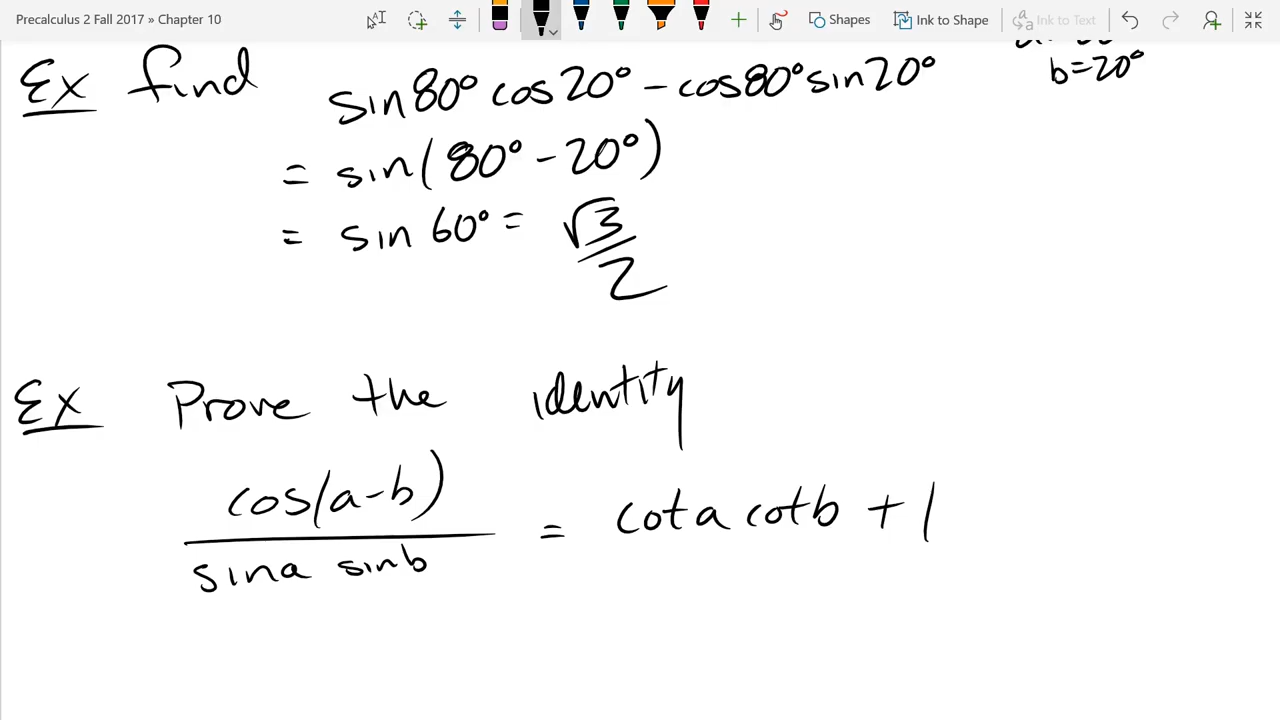 Precalculus 2 Fall 2017 » Chapter 10
Shapes
Ink to Shape
Ink to Text
b=20°
Ex find sin80° cos20° - cos80° sin20°
= sin(80° - 20°)
= sin 60° = √3/2
Ex Prove the identity
cos(a-b)/sina sinb = cota cotb + 1